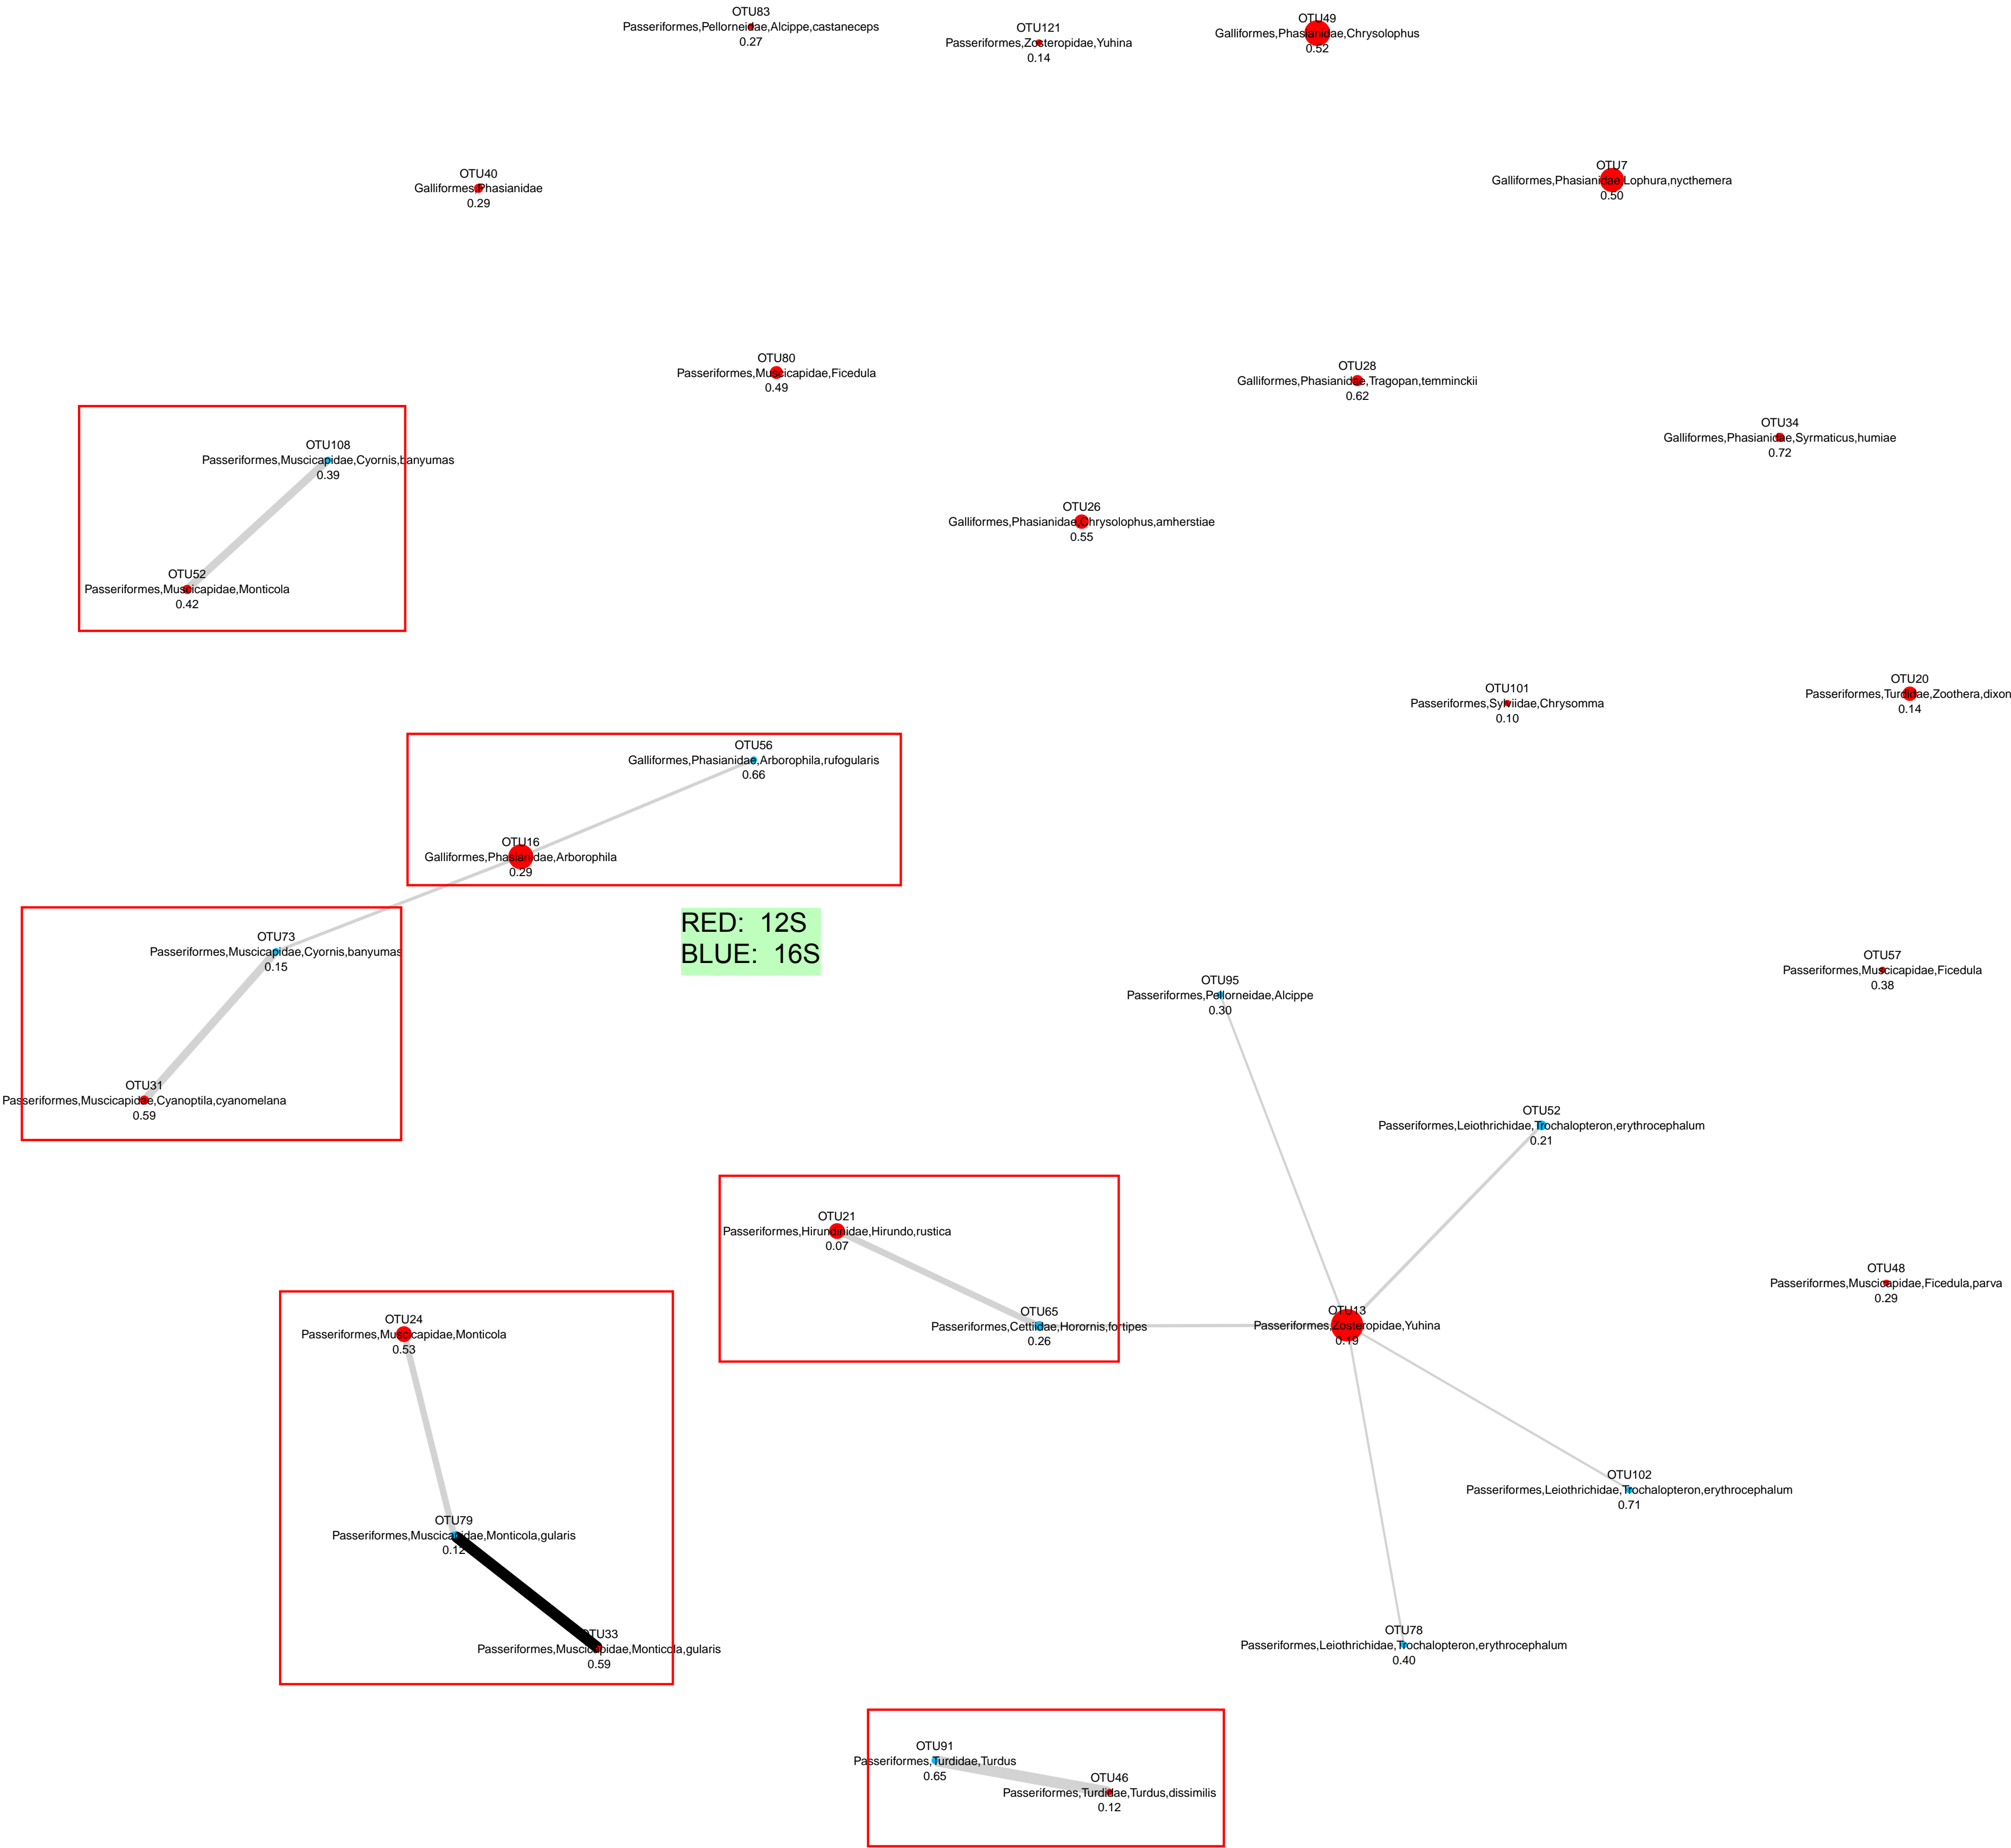 OTU83
Passeriformes,Pellorneidae,Alcippe,castaneceps
0.27
OTU121
Passeriformes,Zosteropidae,Yuhina
0.14
OTU49
Galliformes,Phasianidae,Chrysolophus
0.52
OTU40
Galliformes,Phasianidae
0.29
OTU7
Galliformes,Phasianidae,Lophura,nycthemera
0.50
OTU80
Passeriformes,Muscicapidae,Ficedula
0.49
OTU28
Galliformes,Phasianidae,Tragopan,temminckii
0.62
OTU34
Galliformes,Phasianidae,Syrmaticus,humiae
0.72
OTU108
Passeriformes,Muscicapidae,Cyornis,banyumas
0.39
OTU26
Galliformes,Phasianidae,Chrysolophus,amherstiae
0.55
OTU52
Passeriformes,Muscicapidae,Monticola
0.42
OTU20
Passeriformes,Turdidae,Zoothera,dixon
0.14
OTU101
Passeriformes,Sylviidae,Chrysomma
0.10
OTU56
Galliformes,Phasianidae,Arborophila,rufogularis
0.66
OTU16
Galliformes,Phasianidae,Arborophila
0.29
RED: 12S
BLUE: 16S
OTU73
Passeriformes,Muscicapidae,Cyornis,banyumas
0.15
OTU57
Passeriformes,Muscicapidae,Ficedula
0.38
OTU95
Passeriformes,Pellorneidae,Alcippe
0.30
OTU31
Passeriformes,Muscicapidae,Cyanoptila,cyanomelana
0.59
OTU52
Passeriformes,Leiothrichidae,Trochalopteron,erythrocephalum
0.21
OTU21
Passeriformes,Hirundinidae,Hirundo,rustica
0.07
OTU48
Passeriformes,Muscicapidae,Ficedula,parva
0.29
OTU65
Passeriformes,Cettiidae,Horornis,fortipes
0.26
OTU13
Passeriformes,Zosteropidae,Yuhina
0.19
OTU24
Passeriformes,Muscicapidae,Monticola
0.53
OTU102
Passeriformes,Leiothrichidae,Trochalopteron,erythrocephalum
0.71
OTU79
Passeriformes,Muscicapidae,Monticola,gularis
0.12
OTU33
Passeriformes,Muscicapidae,Monticola,gularis
0.59
OTU78
Passeriformes,Leiothrichidae,Trochalopteron,erythrocephalum
0.40
OTU91
Passeriformes,Turdidae,Turdus
0.65
OTU46
Passeriformes,Turdidae,Turdus,dissimilis
0.12